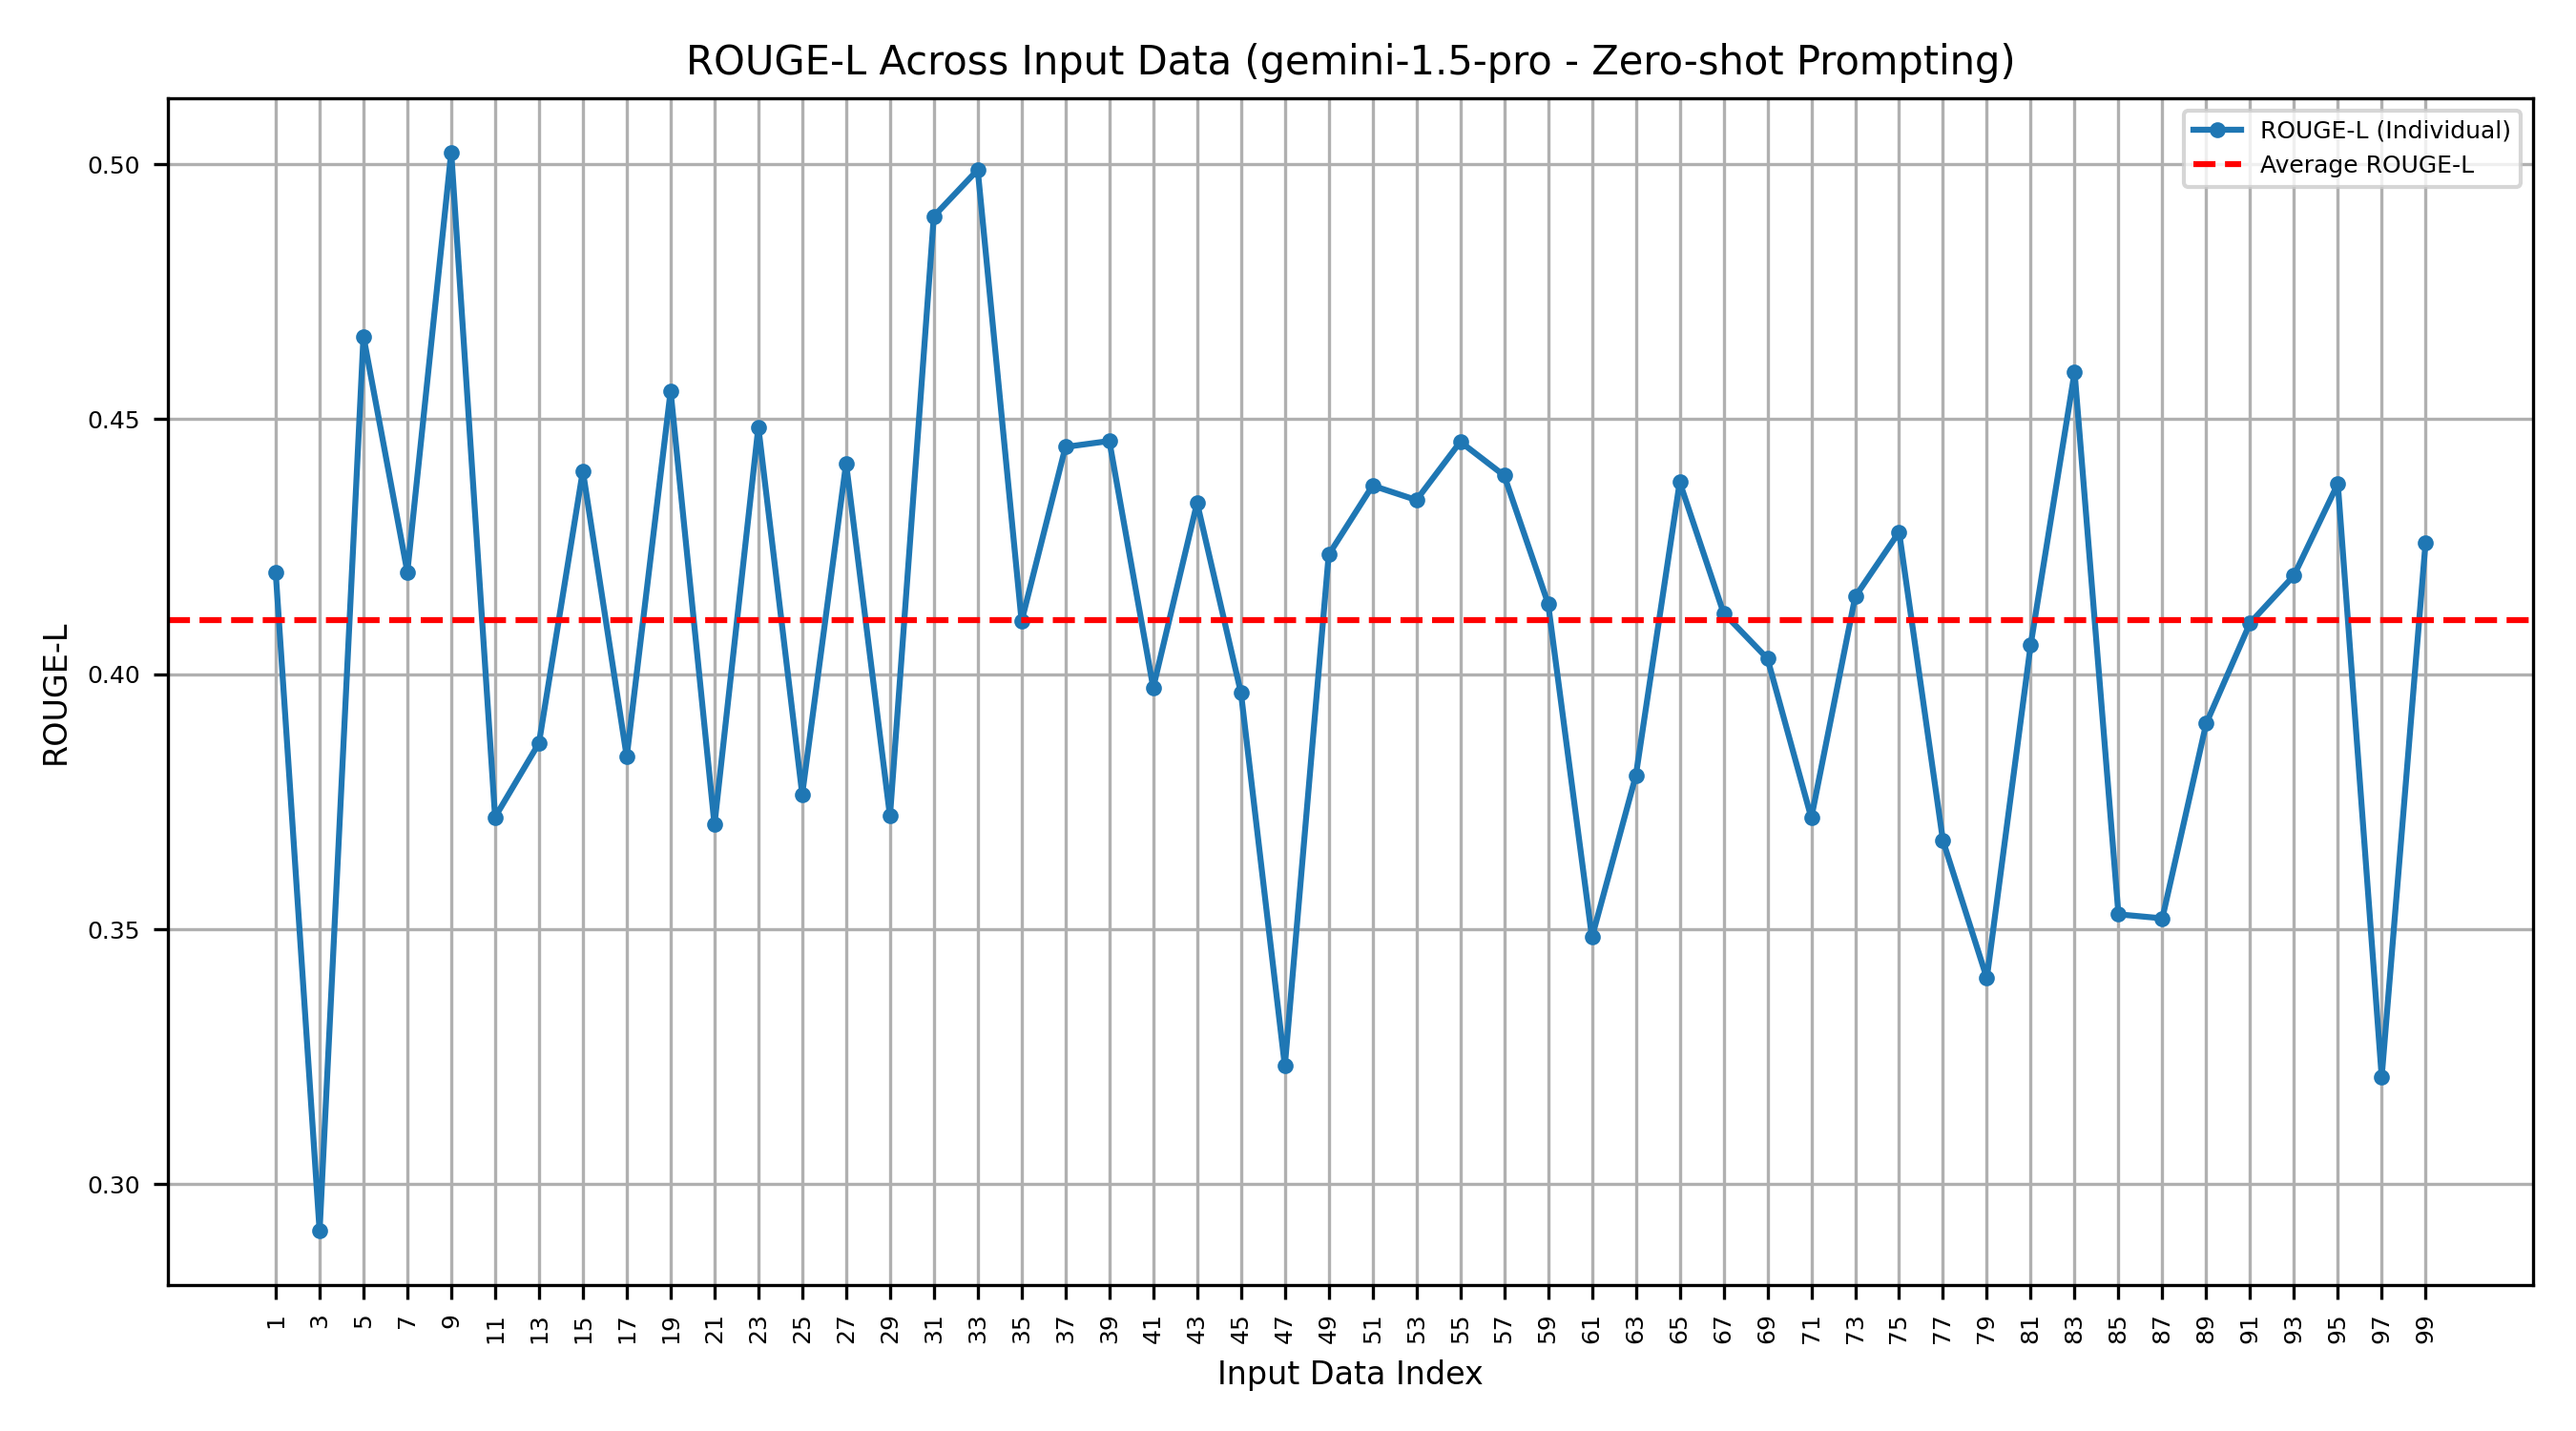 ROUGE-L Across Input Data (gemini-1.5-pro - Zero-shot Prompting)
ROUGE-L (Individual)
Average ROUGE-L
ROUGE-L
0.50
0.45
0.40
0.35
0.30
1 3 5 7 9 11 13 15 17 19 21 23 25 27 29 31 33 35 37 39 41 43 45 47 49 51 53 55 57 59 61 63 65 67 69 71 73 75 77 79 81 83 85 87 89 91 93 95 97 99
Input Data Index